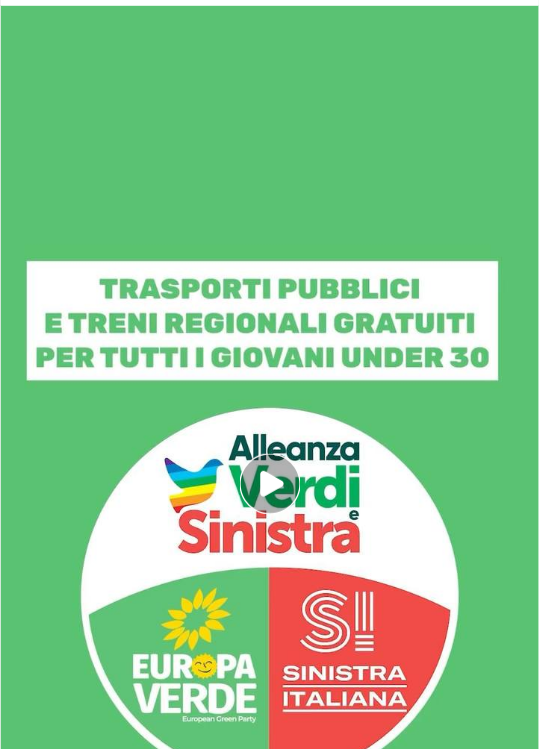 TRASPORTI PUBBLICI
E TRENI REGIONALI GRATUITI
PER TUTTI I GIOVANI UNDER 30
Alleanza
Verdi
e
Sinistra
EUROPA
VERDE
European Green Party
SI
SINISTRA
ITALIANA